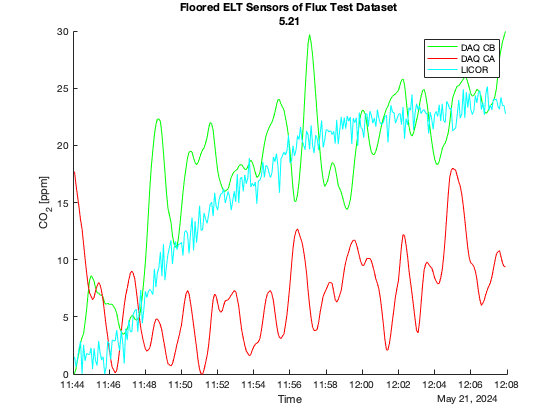 Floored ELT Sensors of Flux Test Dataset
5.21
DAQ CB
DAQ CA
LICOR
30
25
20
15
10
5
0
CO2 [ppm]
11:44 11:46 11:48 11:50 11:52 11:54 11:56 11:58 12:00 12:02 12:04 12:06 12:08
Time
May 21, 2024